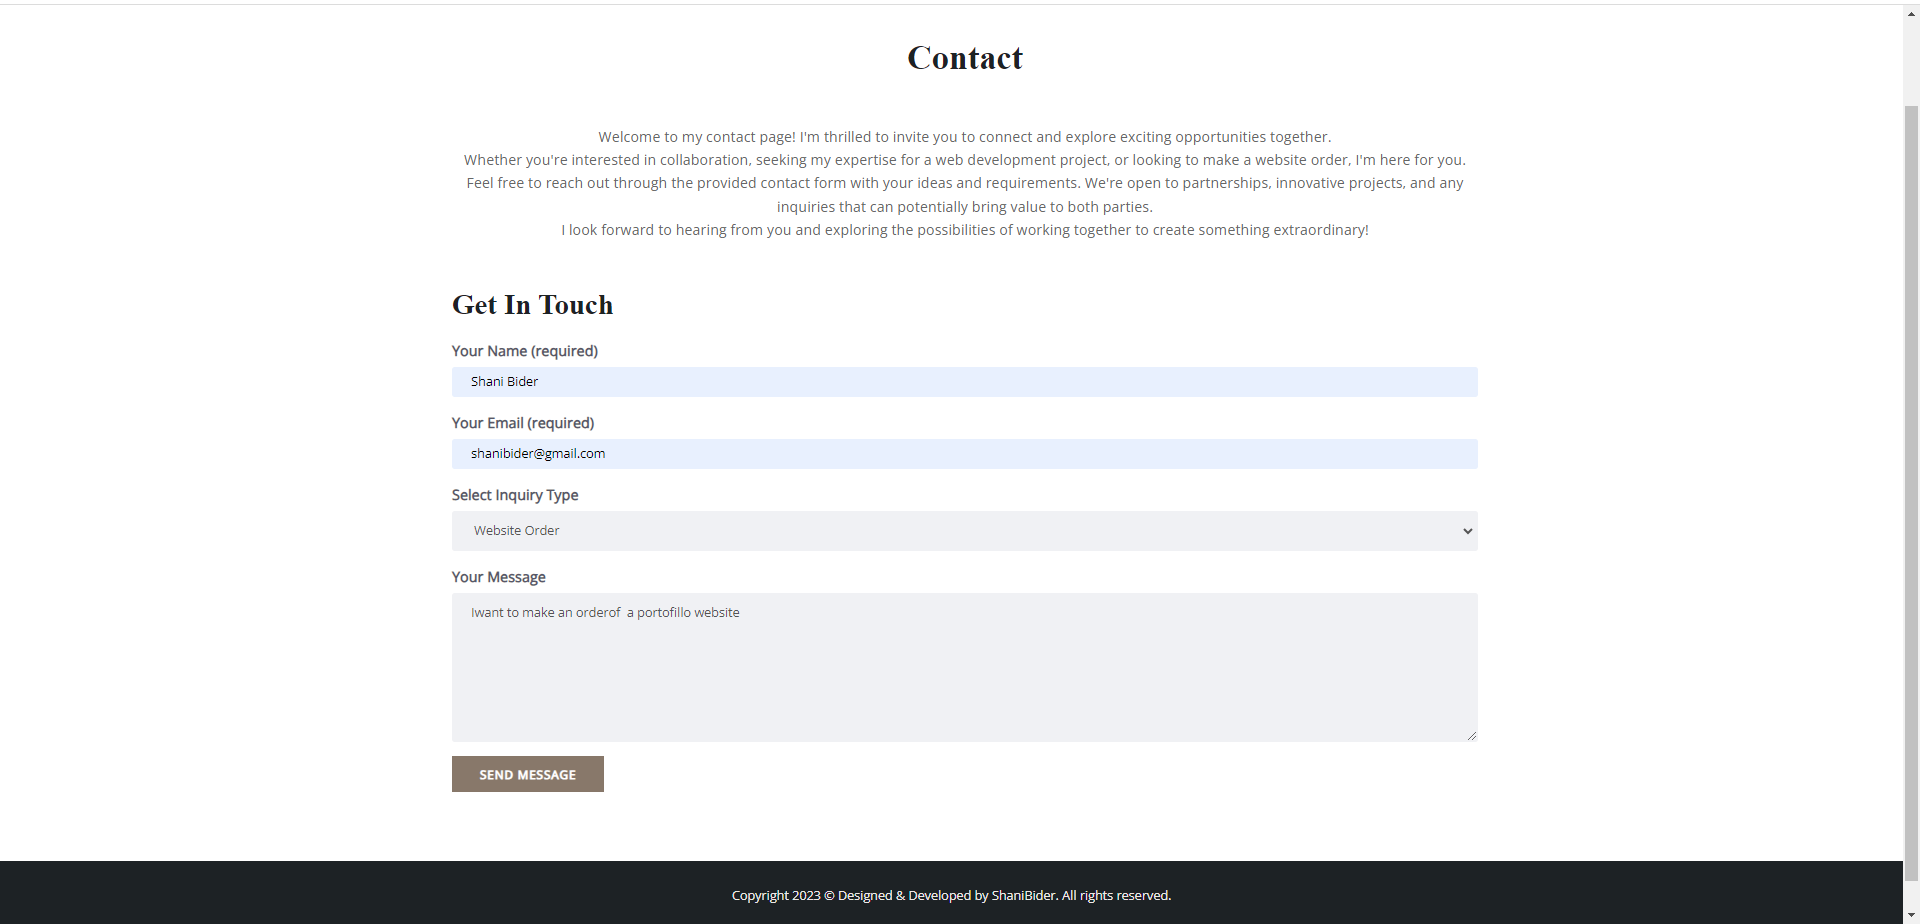 Contact
Welcome to my contact page! I'm thrilled to invite you to connect and explore exciting opportunities together.
Whether you're interested in collaboration, seeking my expertise for a web development project, or looking to make a website order, I'm here for you.
Feel free to reach out through the provided contact form with your ideas and requirements. We're open to partnerships, innovative projects, and any
inquiries that can potentially bring value to both parties.
I look forward to hearing from you and exploring the possibilities of working together to create something extraordinary!
Get In Touch
Your Name (required)
Shani Bider
Your Email (required)
shanibider@gmail.com
Select Inquiry Type
Website Order
Your Message
Iwant to make an orderof  a portofillo website
SEND MESSAGE
Copyright 2023 © Designed & Developed by ShaniBider. All rights reserved.